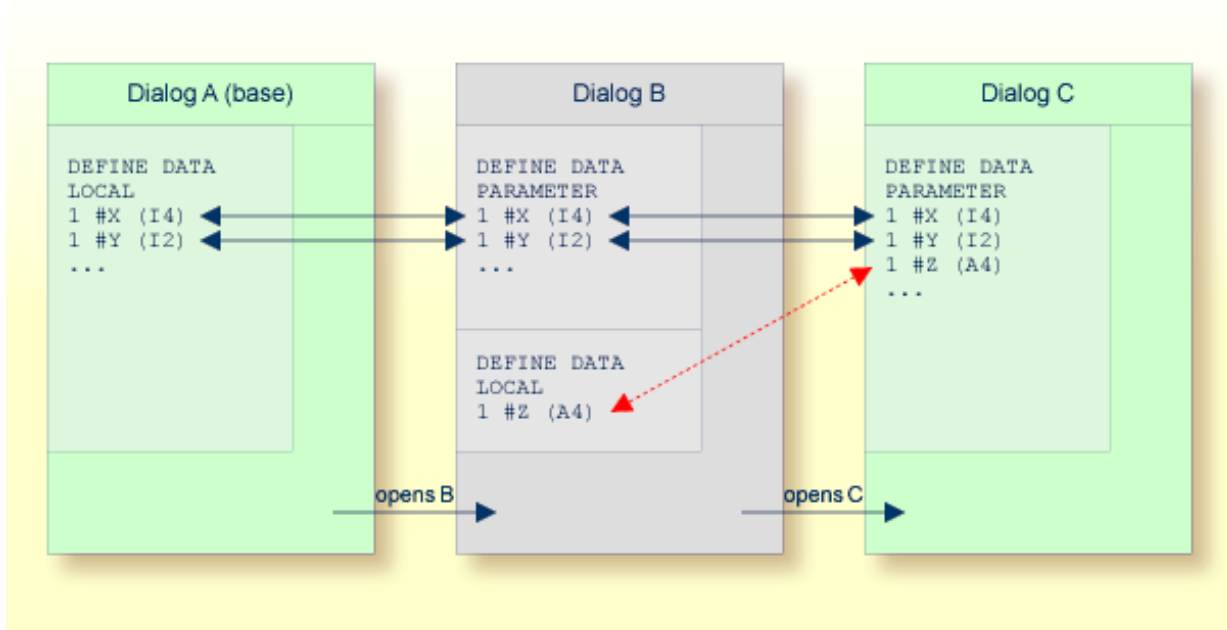 Dialog A (base)
DEFINE DATA
LOCAL
1 #X (I4)
1 #Y (I2)
...
opens B
Dialog B
DEFINE DATA
PARAMETER
1 #X (I4)
1 #Y (I2)
...
DEFINE DATA
LOCAL
1 #Z (A4)
opens C
Dialog C
DEFINE DATA
PARAMETER
1 #X (I4)
1 #Y (I2)
1 #Z (A4)
...